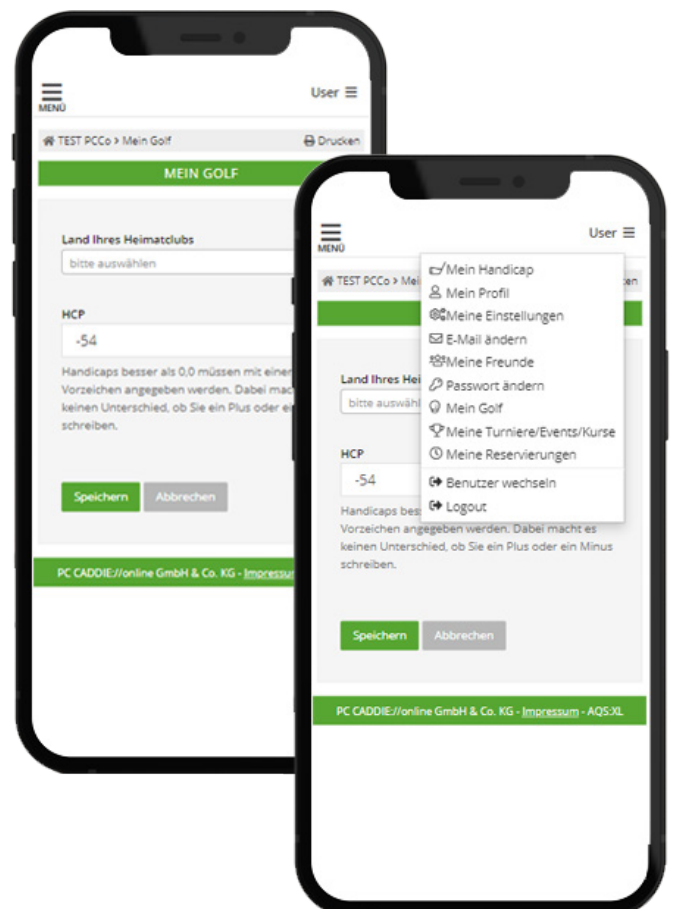 MENÜ
User
TEST PCCo > Mein Golf
Drucken
MEIN GOLF
Land Ihres Heimatclubs
bitte auswählen
HCP
-54
Handicaps besser als 0,0 müssen mit einer
Vorzeichen angegeben werden. Dabei mac
keinen Unterschied, ob Sie ein Plus oder ei
schreiben.
Speichern
Abbrechen
PC CADDIE://online GmbH & Co. KG - Impressu
MENÜ
User
TEST PCCo > Mei
en
Mein Handicap
Mein Profil
Meine Einstellungen
E-Mail ändern
Meine Freunde
Passwort ändern
Mein Golf
Meine Turniere/Events/Kurse
Meine Reservierungen
Benutzer wechseln
Logout
Land Ihres Hei
bitte auswähl
HCP
-54
Handicaps bes
Vorzeichen angegeben werden. Dabei macht es
keinen Unterschied, ob Sie ein Plus oder ein Minus
schreiben.
Speichern
Abbrechen
PC CADDIE://online GmbH & Co. KG - Impressum - AQS:XL